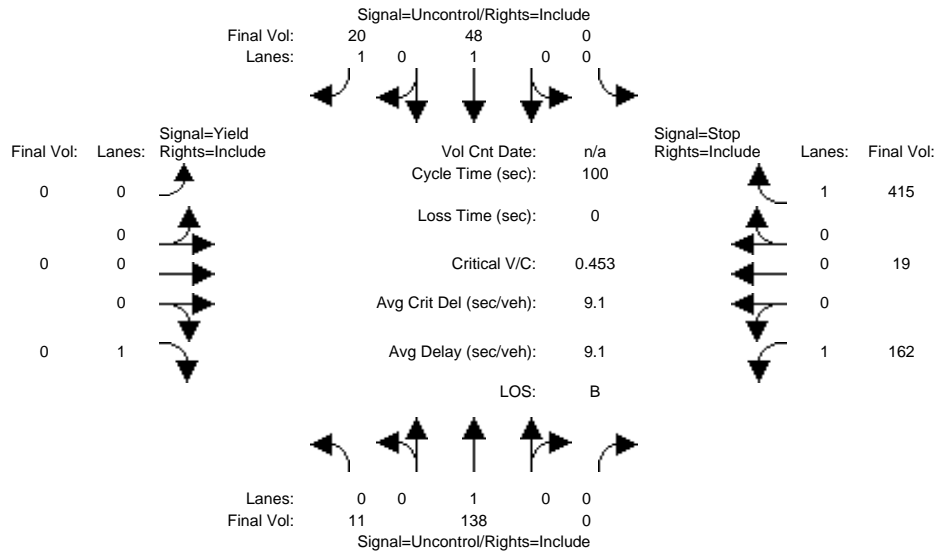 Signal=Uncontrol/Rights=Include
Final Vol: 20 48 0
Lanes: 1 0 1 0 0
Signal=Yield Signal=Stop
Final Vol: Lanes: Rights=Include Vol Cnt Date: n/a Rights=Include Lanes: Final Vol:
Cycle Time (sec): 100
0 0 1 415
Loss Time (sec): 0
0 0
0 0 Critical V/C: 0.453 0 19
0 Avg Crit Del (sec/veh): 9.1 0
0 1 Avg Delay (sec/veh): 9.1 1 162
LOS: B
Lanes: 0 0 1 0 0
Final Vol: 11 138 0
Signal=Uncontrol/Rights=Include